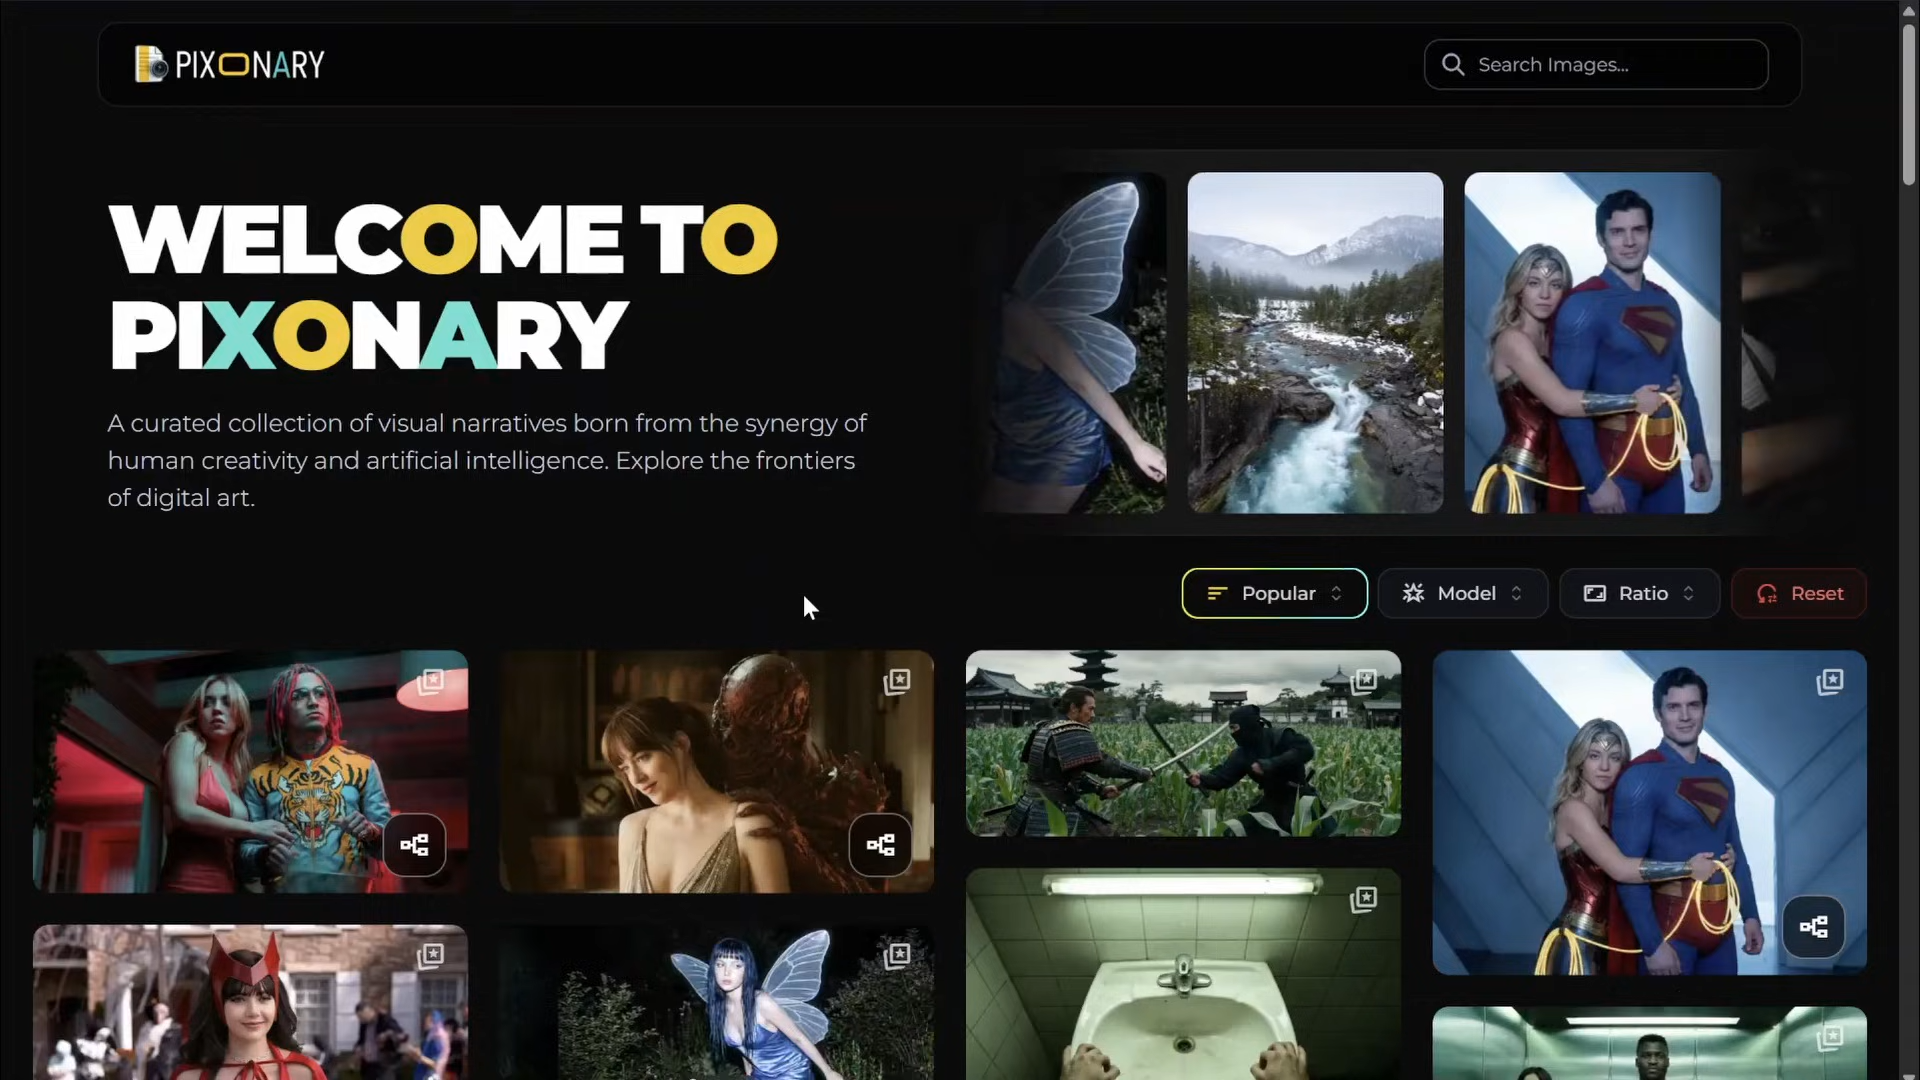 PIXONARY
Search Images...
WELCOME TO
PIXONARY
A curated collection of visual narratives born from the synergy of
human creativity and artificial intelligence. Explore the frontiers
of digital art.
Popular
Model
Ratio
Reset